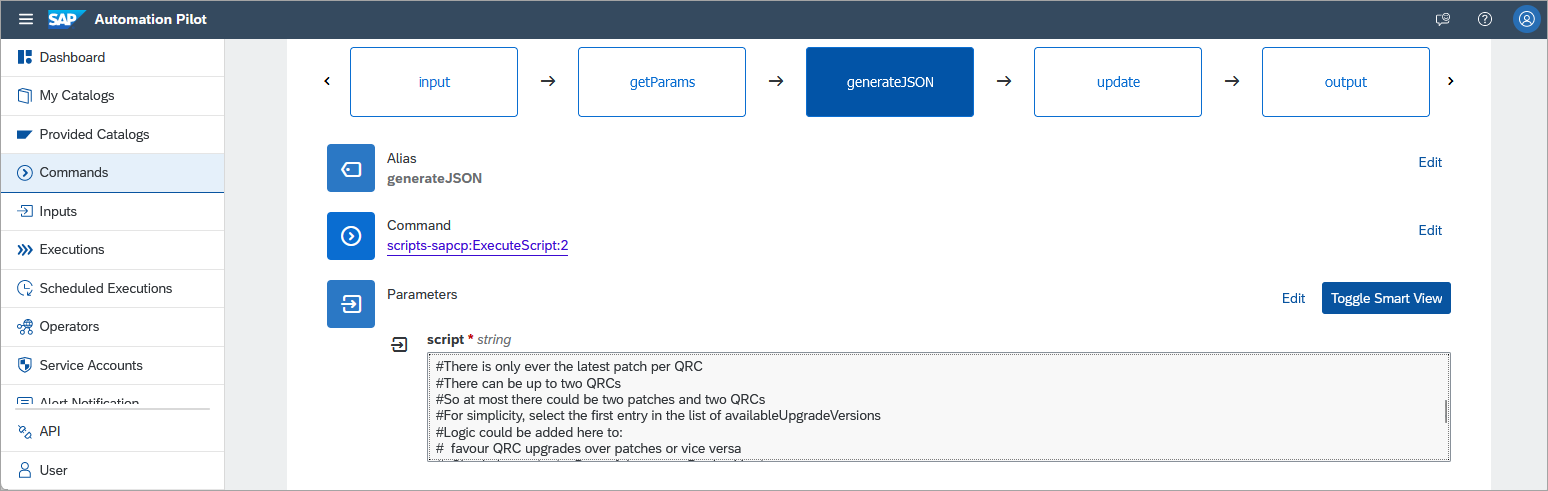 SAP Automation Pilot
Dashboard
My Catalogs
Provided Catalogs
Commands
Inputs
Executions
Scheduled Executions
Operators
Service Accounts
Alert Notification
API
User
input
getParams
generateJSON
update
output
Alias
generateJSON
Edit
Command
scripts-sapcp:ExecuteScript:2
Edit
Parameters
Edit
Toggle Smart View
script * string
#There is only ever the latest patch per QRC
#There can be up to two QRCs
#So at most there could be two patches and two QRCs
#For simplicity, select the first entry in the list of availableUpgradeVersions
#Logic could be added here to:
#  favour QRC upgrades over patches or vice versa